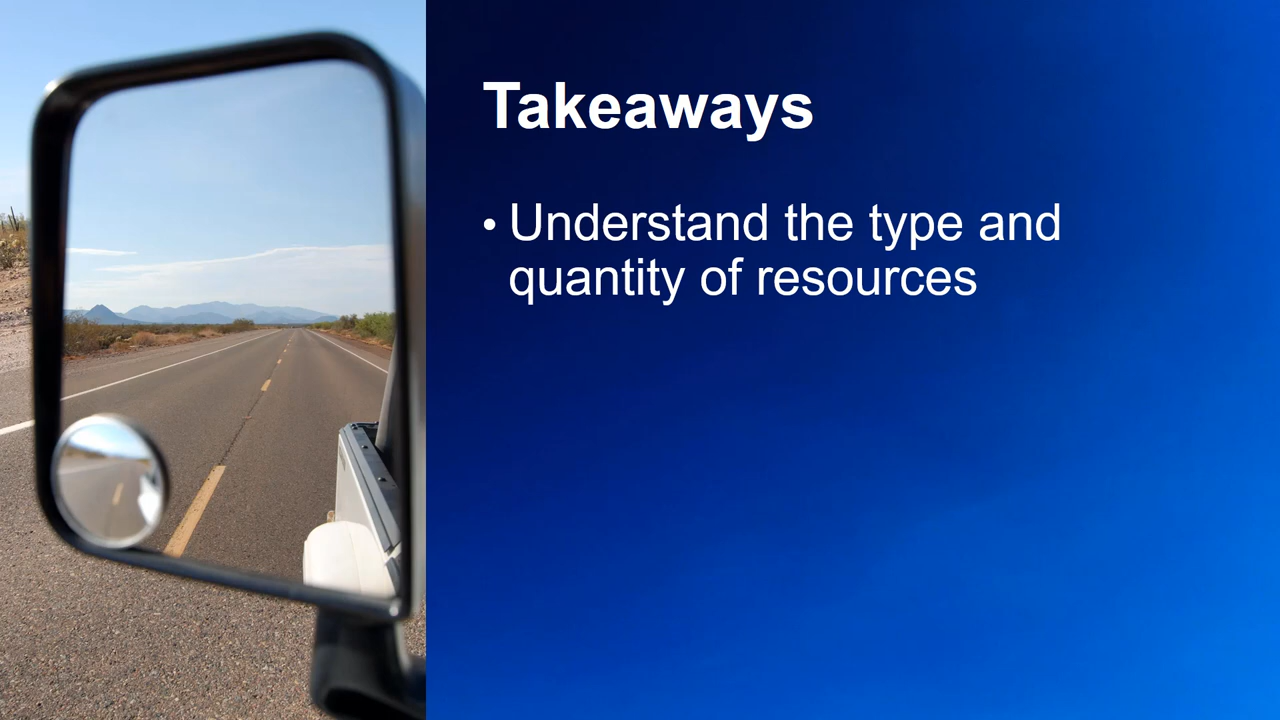 Takeaways
• Understand the type and
quantity of resources